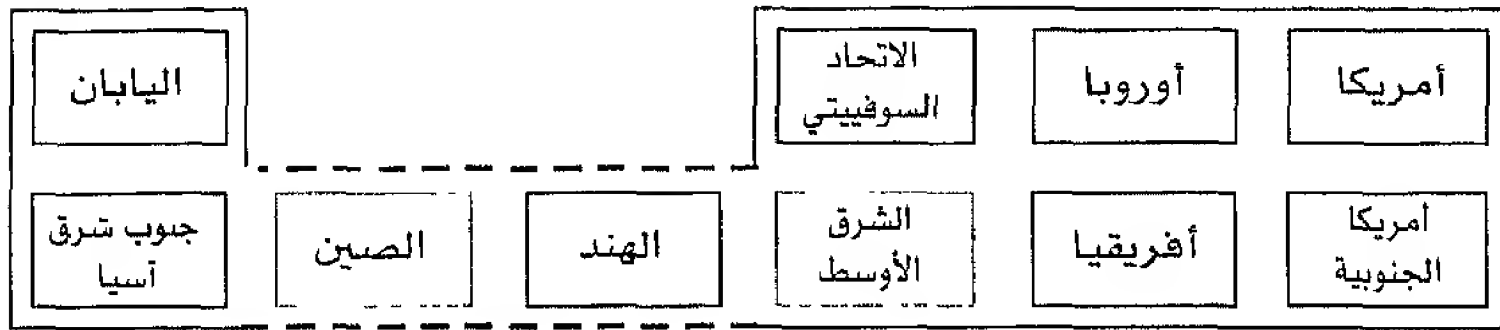 أمريكا
أوروبا
الاتحاد
السوفييتي
اليابان
أمريكا
الجنوبية
أفريقيا
الشرق
الأوسط
الهند
الصين
جنوب شرق
آسيا